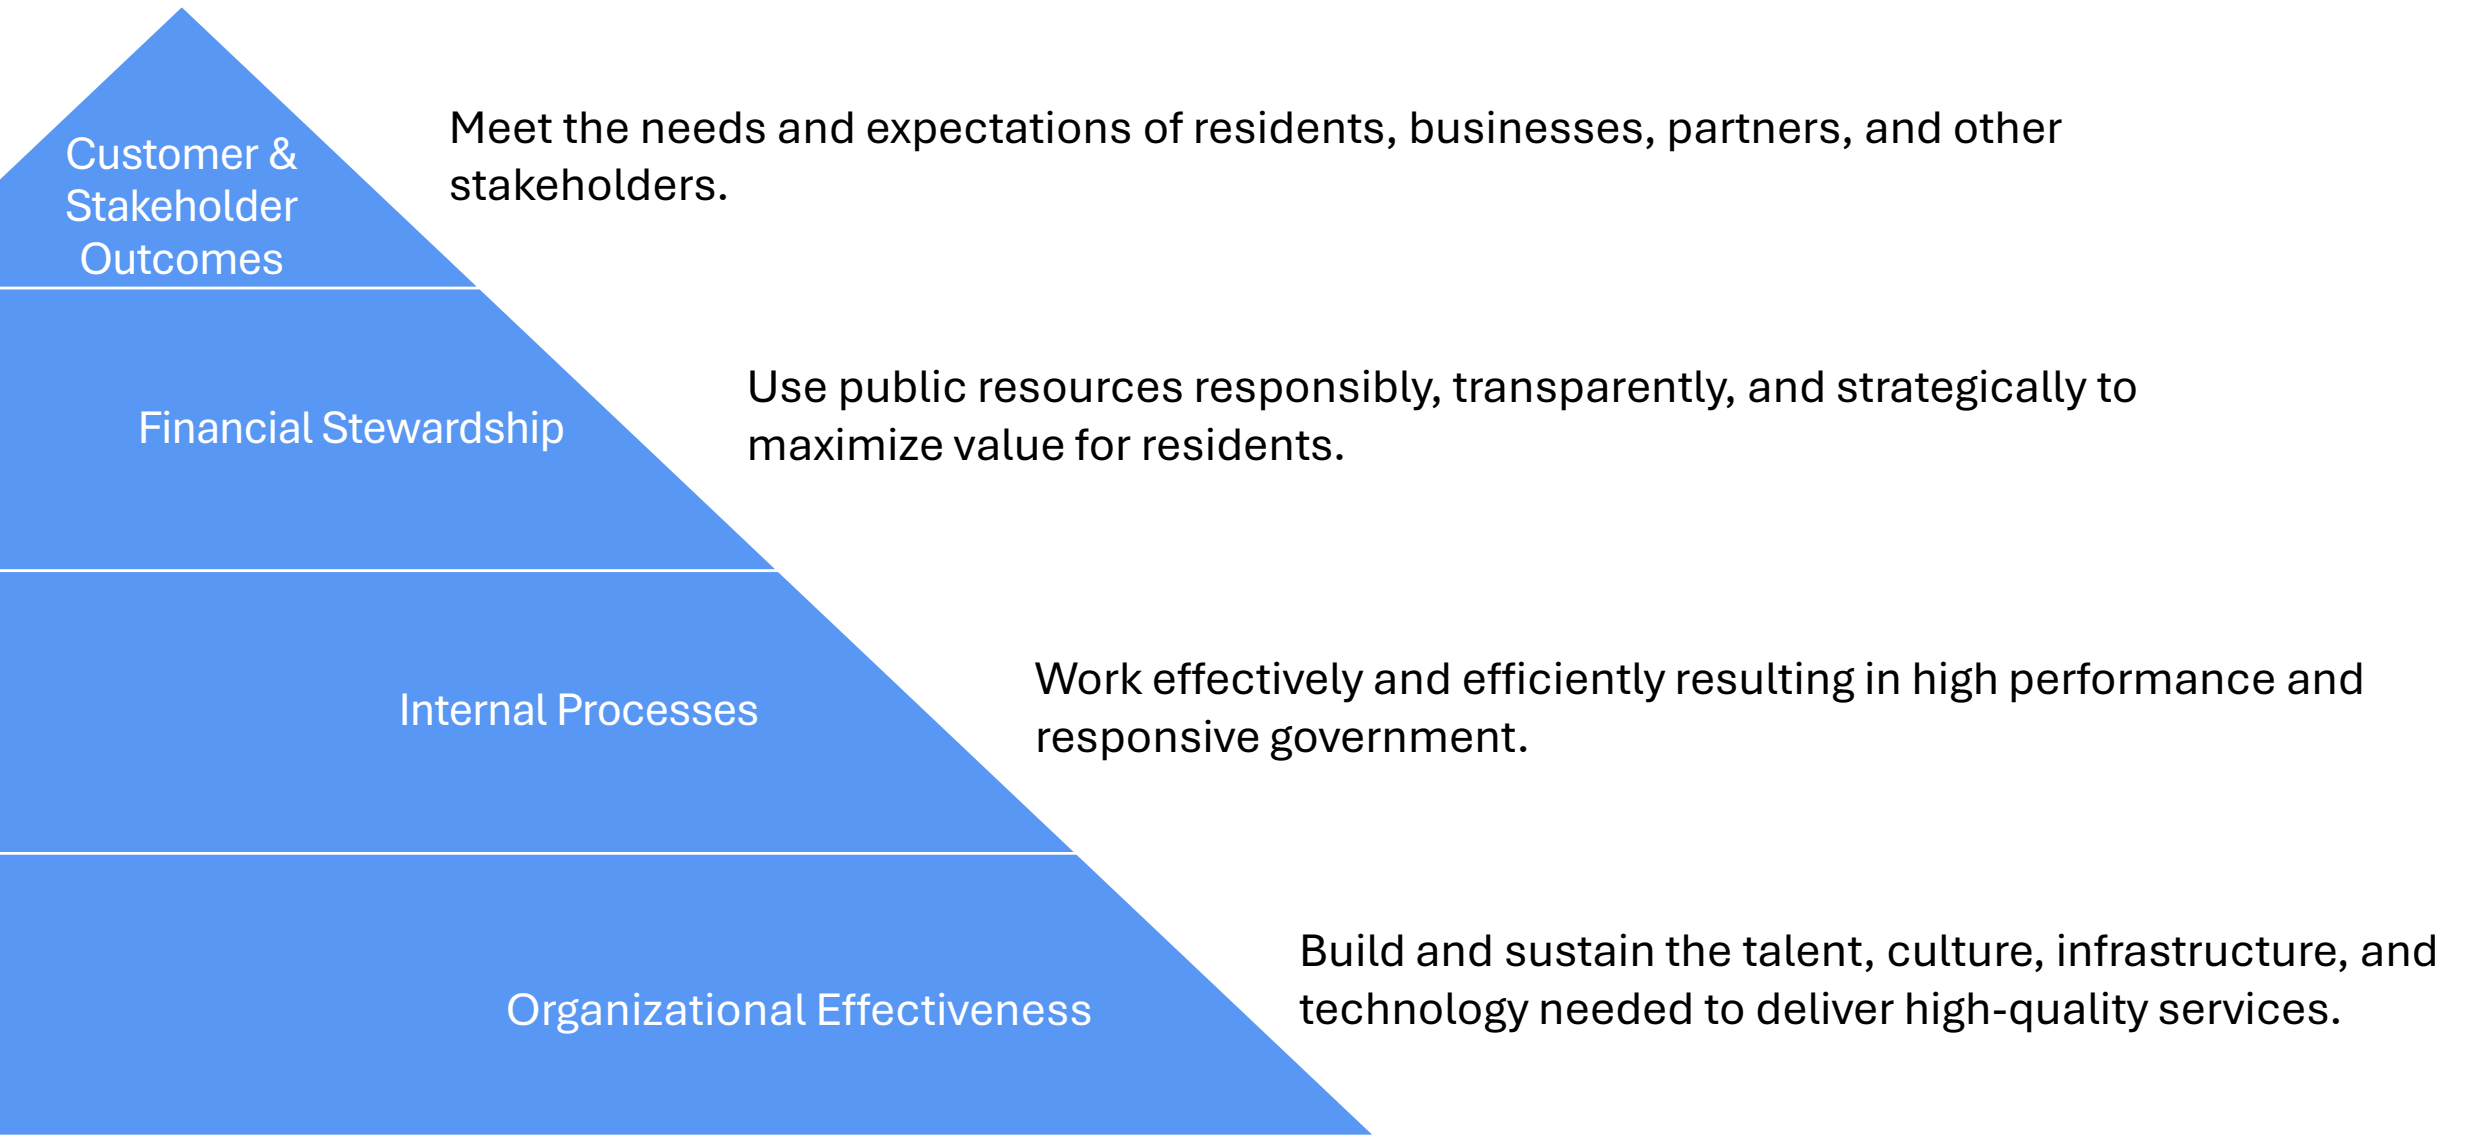 Customer &
Stakeholder
Outcomes
Meet the needs and expectations of residents, businesses, partners, and other
stakeholders.
Financial Stewardship
Use public resources responsibly, transparently, and strategically to
maximize value for residents.
Internal Processes
Work effectively and efficiently resulting in high performance and
responsive government.
Organizational Effectiveness
Build and sustain the talent, culture, infrastructure, and
technology needed to deliver high-quality services.